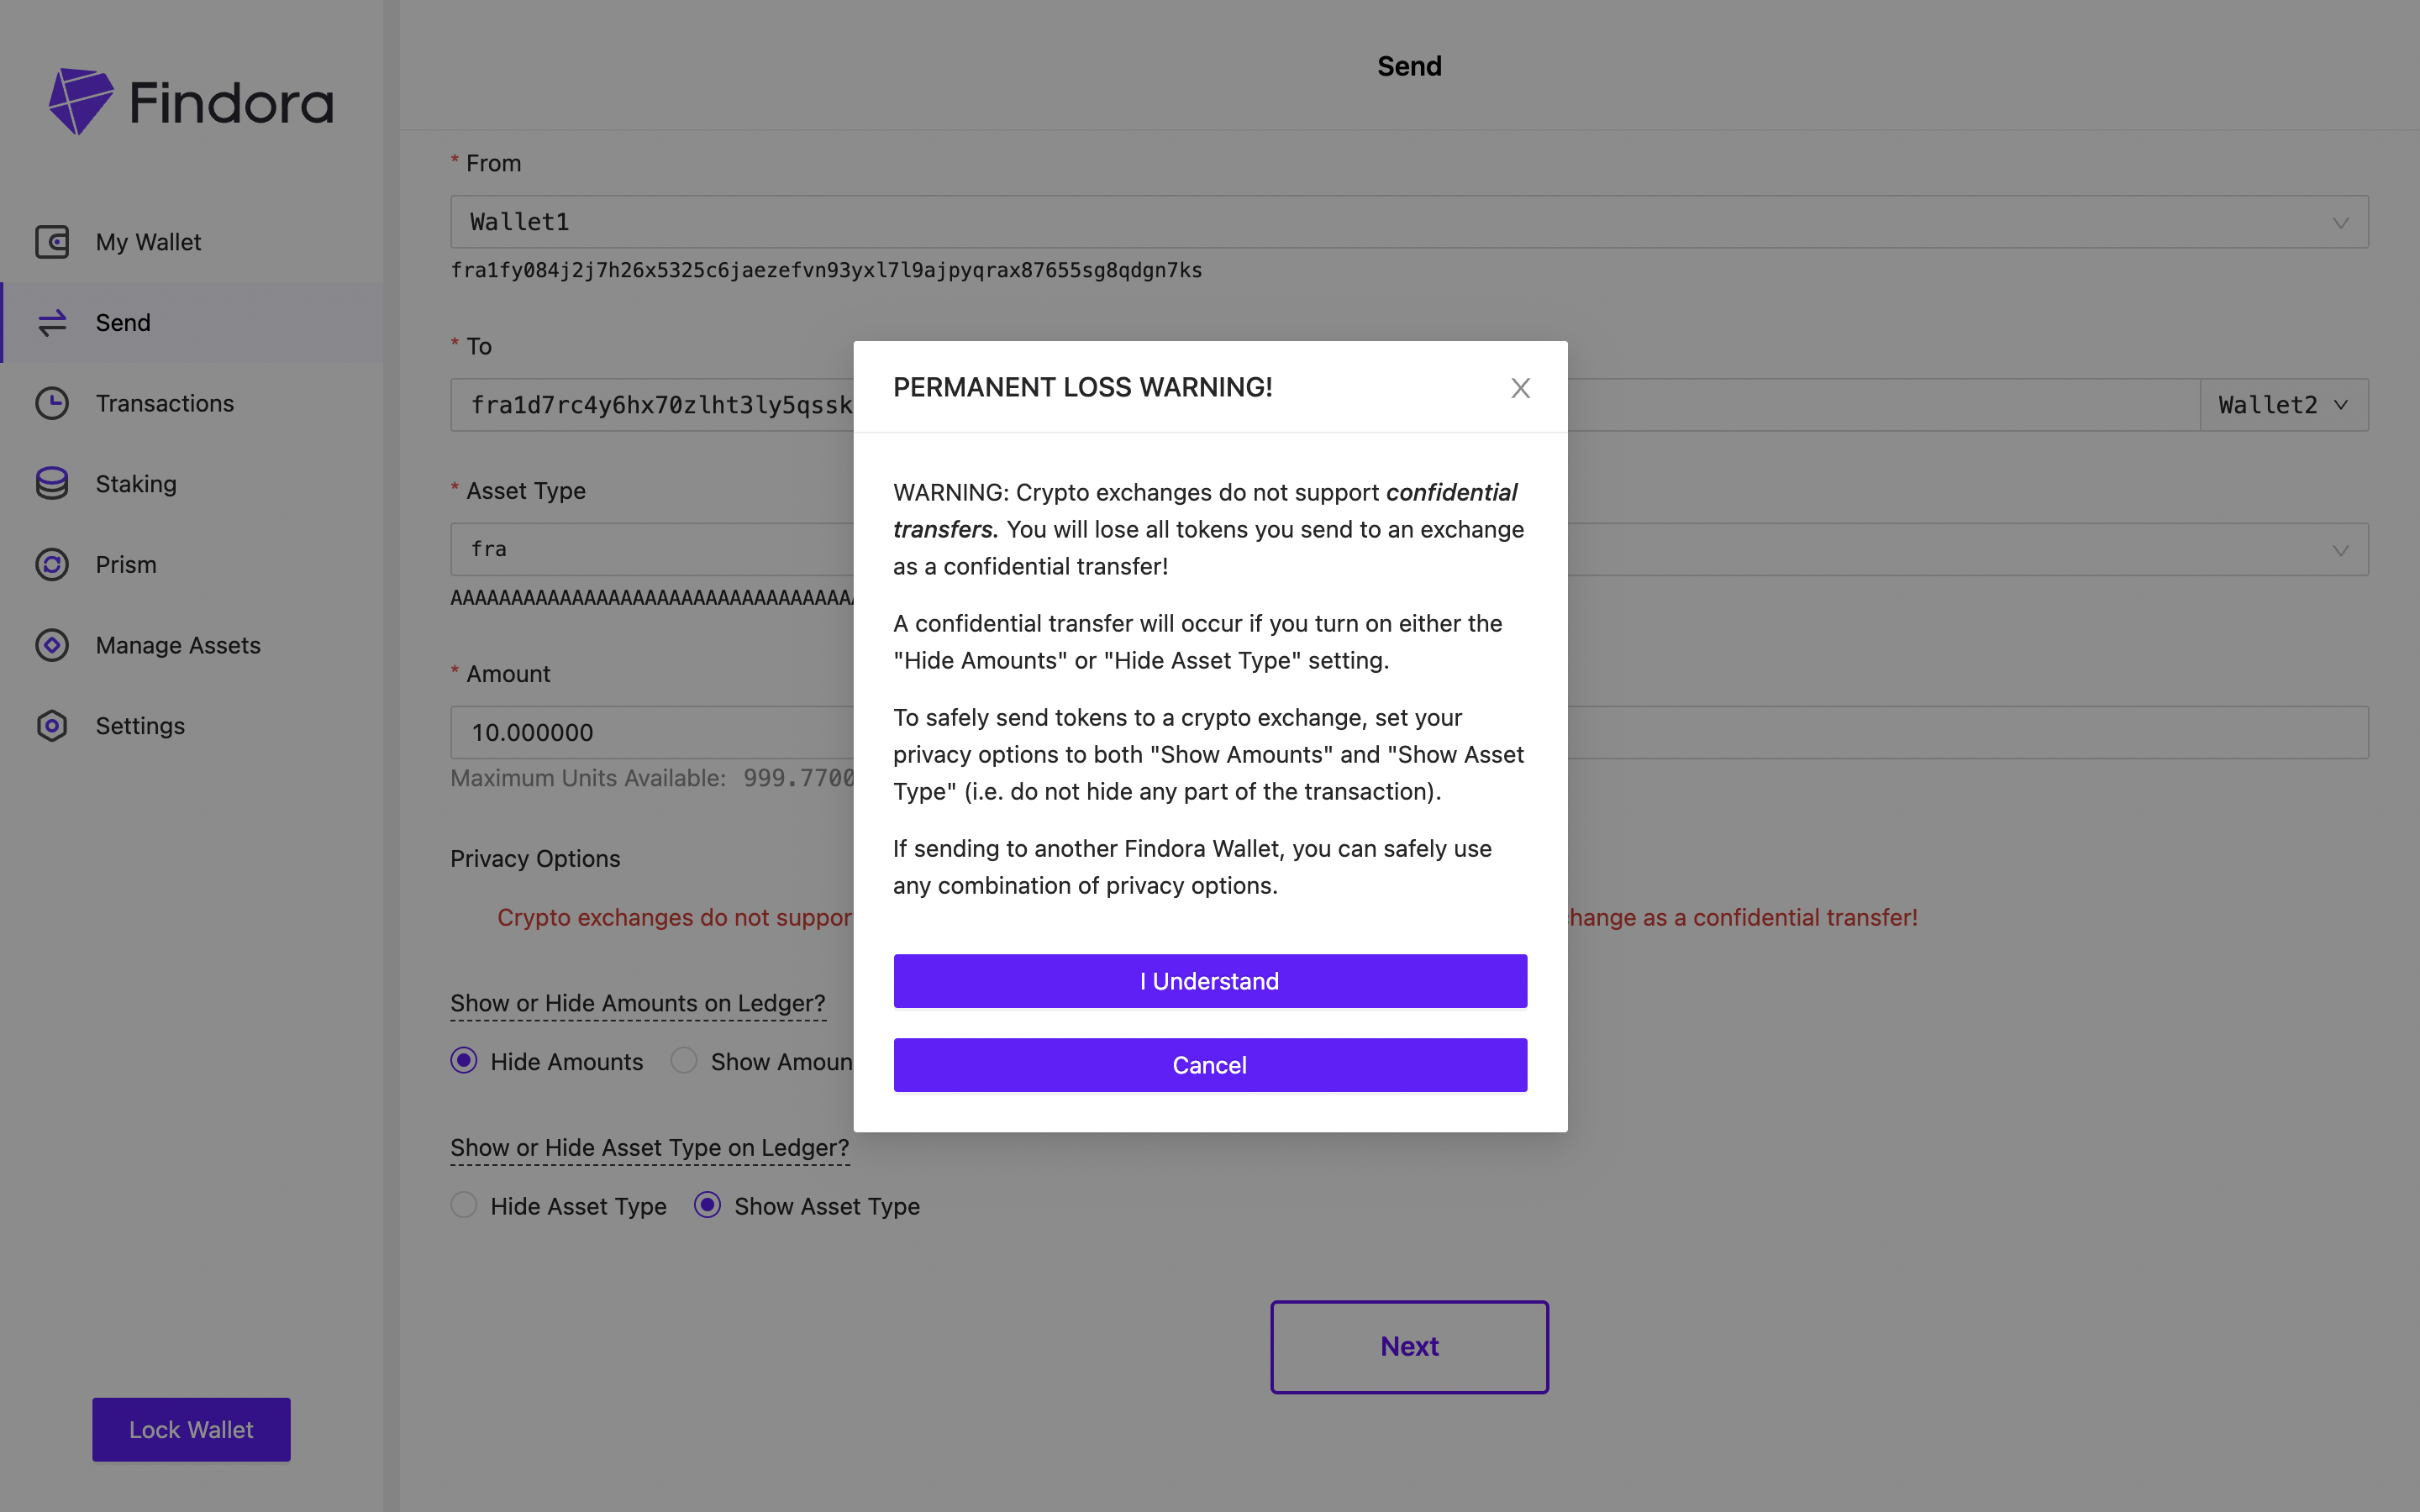 Findora
My Wallet
Send
Transactions
Staking
Prism
Manage Assets
Settings
Lock Wallet
Send
* From
Wallet1
fra1fy084j2j7h26x5325c6jaezefvn93yxl7l9ajpyqrax87655sg8qdgn7ks
* To
fra1d7rc4y6hx70zlht3ly5qssk
Wallet2
* Asset Type
fra
* Amount
10.000000
Maximum Units Available: 999.7700
Privacy Options
Crypto exchanges do not suppor
hange as a confidential transfer!
Show or Hide Amounts on Ledger?
Hide Amounts Show Amoun
Show or Hide Asset Type on Ledger?
Hide Asset Type Show Asset Type
Next
PERMANENT LOSS WARNING!
WARNING: Crypto exchanges do not support confidential
transfers. You will lose all tokens you send to an exchange
as a confidential transfer!
A confidential transfer will occur if you turn on either the
"Hide Amounts" or "Hide Asset Type" setting.
To safely send tokens to a crypto exchange, set your
privacy options to both "Show Amounts" and "Show Asset
Type" (i.e. do not hide any part of the transaction).
If sending to another Findora Wallet, you can safely use
any combination of privacy options.
I Understand
Cancel